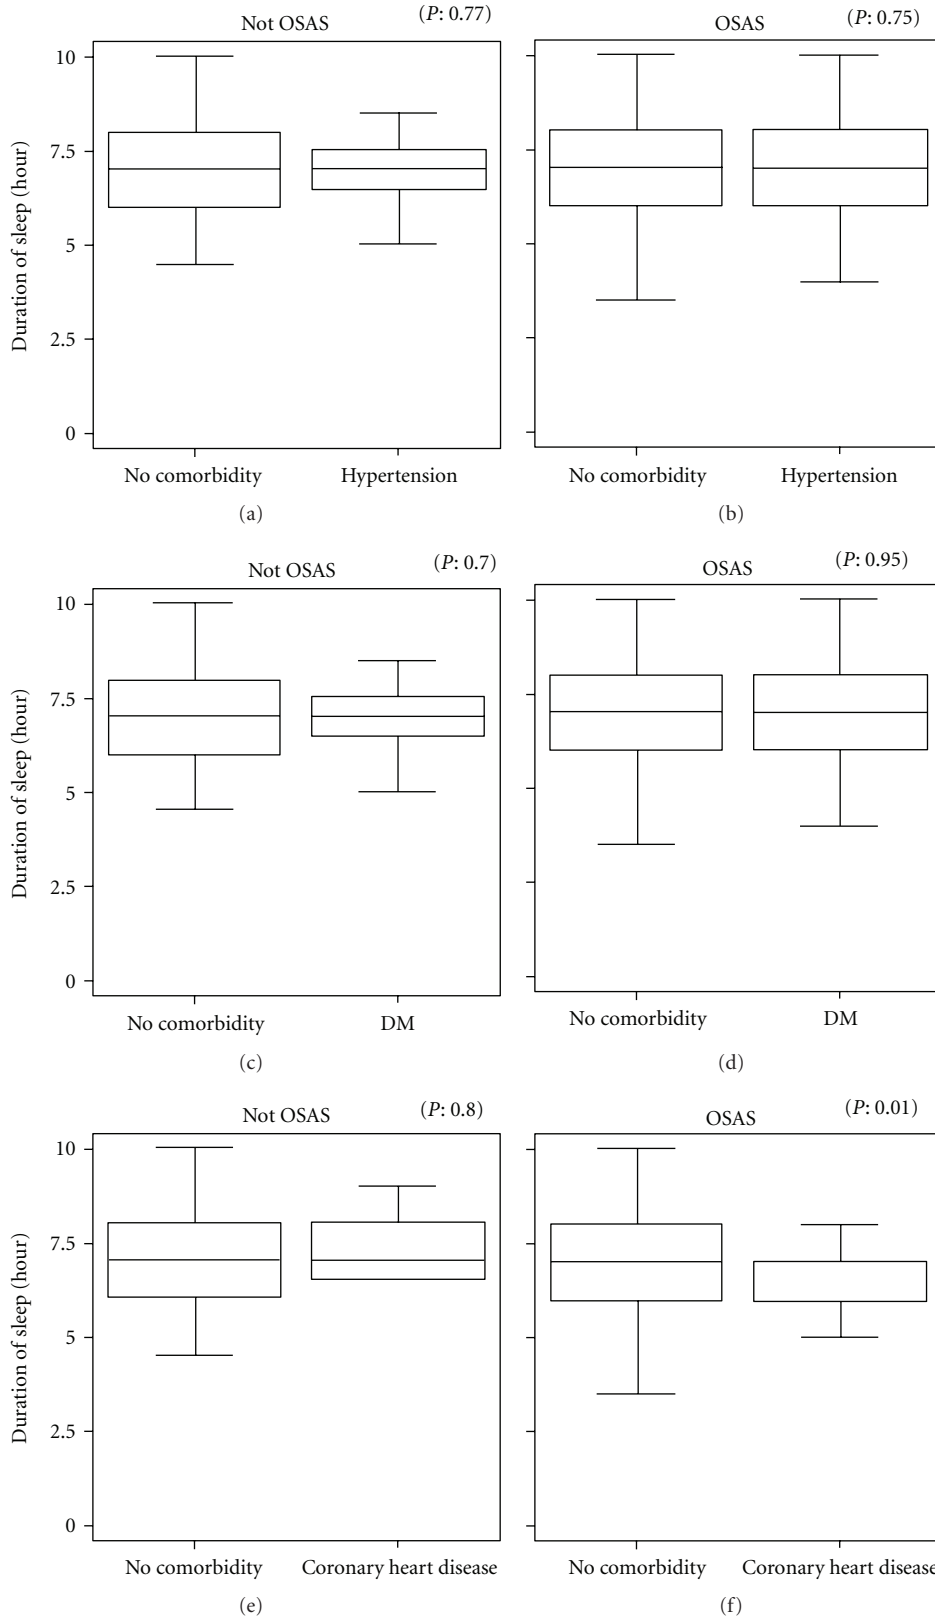 Not OSAS (P: 0.77)
OSAS (P: 0.75)
Duration of sleep (hour)
10
7.5
5
2.5
0
No comorbidity Hypertension
No comorbidity Hypertension
(a)
(b)
Not OSAS (P: 0.7)
OSAS (P: 0.95)
Duration of sleep (hour)
10
7.5
5
2.5
0
No comorbidity DM
No comorbidity DM
(c)
(d)
Not OSAS (P: 0.8)
OSAS (P: 0.01)
Duration of sleep (hour)
10
7.5
5
2.5
0
No comorbidity Coronary heart disease
No comorbidity Coronary heart disease
(e)
(f)